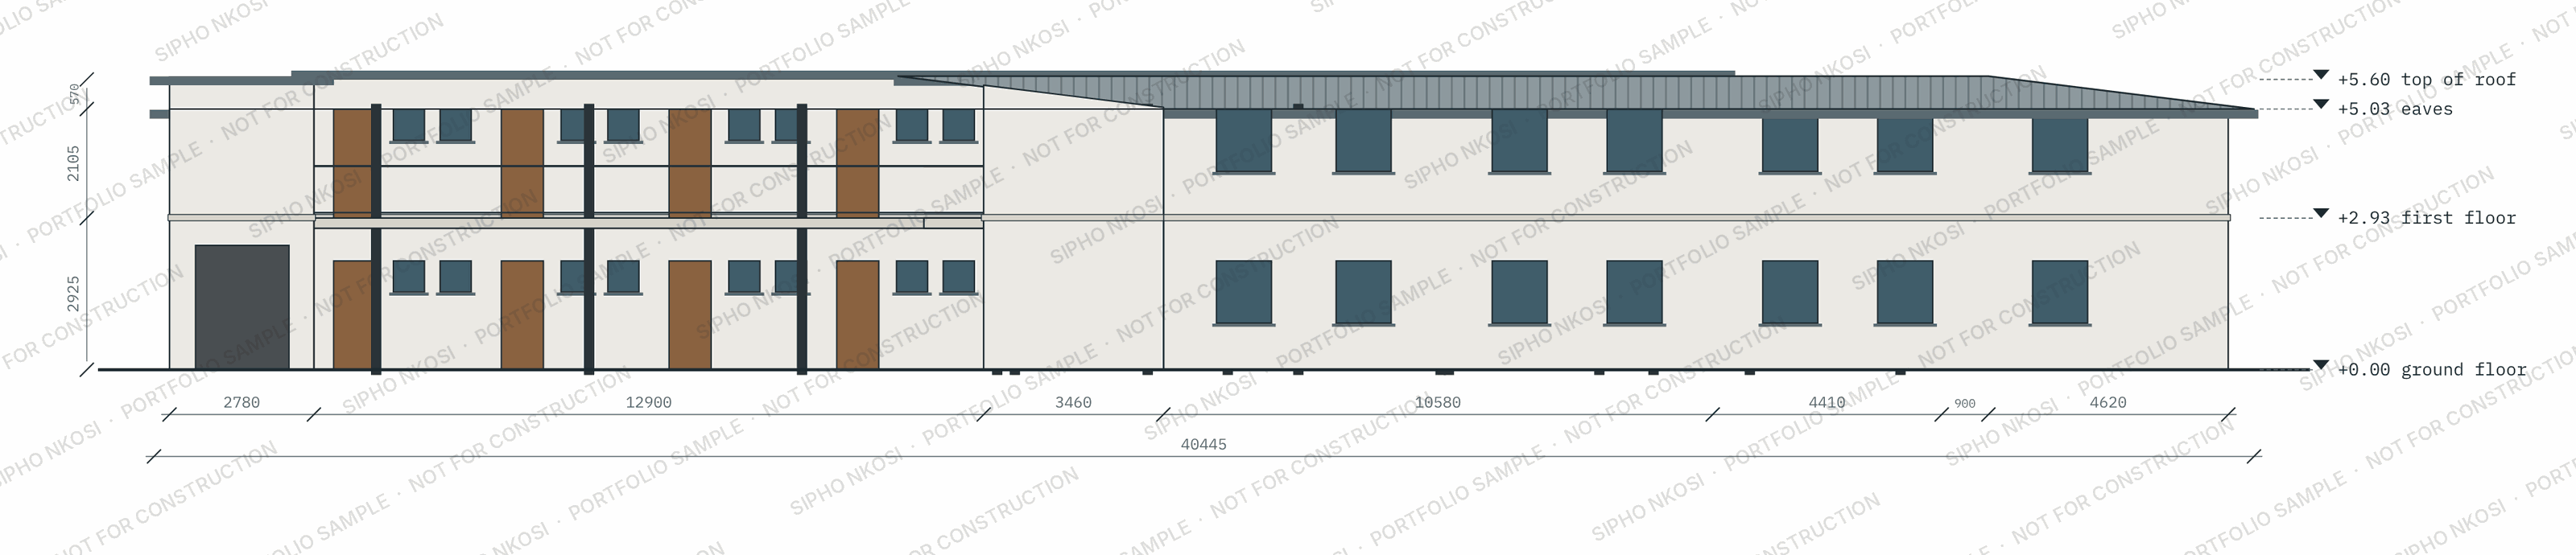 SIPHO NKOSI · PORTFOLIO SAMPLE · NOT FOR CONSTRUCTION
570
2105
2925
+5.60 top of roof
+5.03 eaves
+2.93 first floor
+0.00 ground floor
2780
12900
3460
10580
4410
900
4620
40445